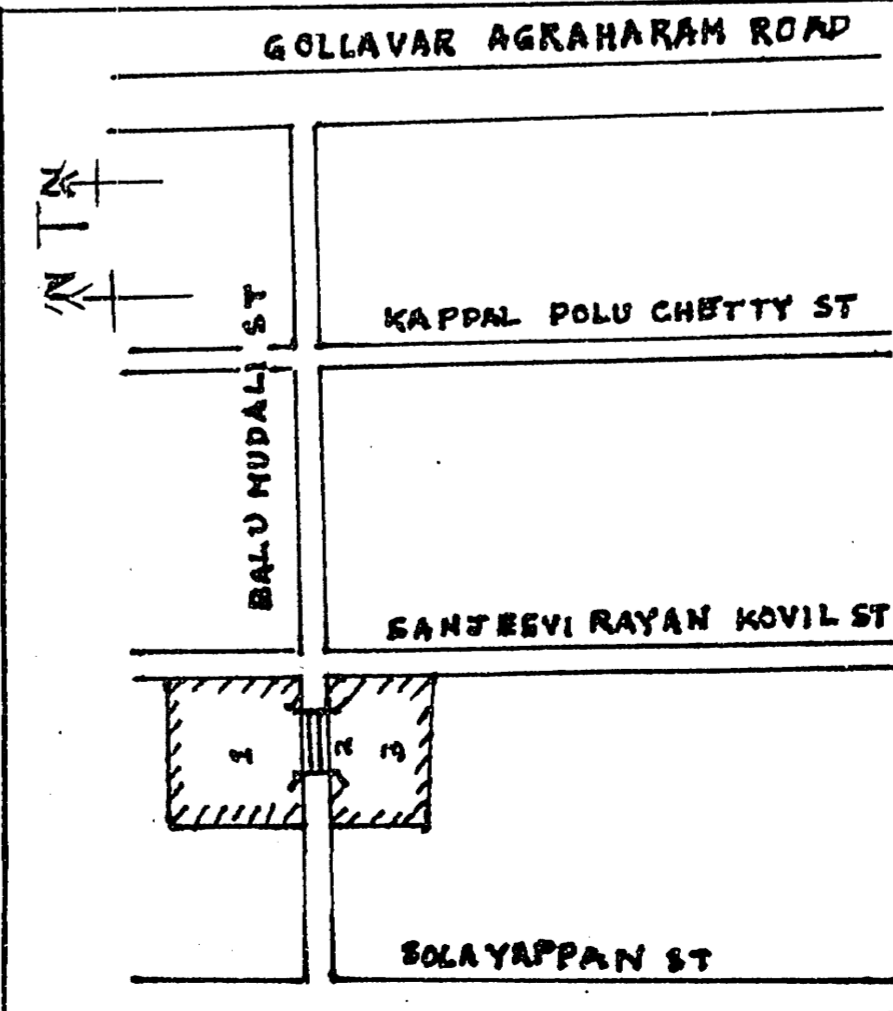 GOLLAVAR AGRAHARAM ROAD
N
N
KAPPAL POLU CHETTY ST
BALU MUDALI ST
SANJEEVI RAYAN KOVIL ST
SOLAYAPPAN ST